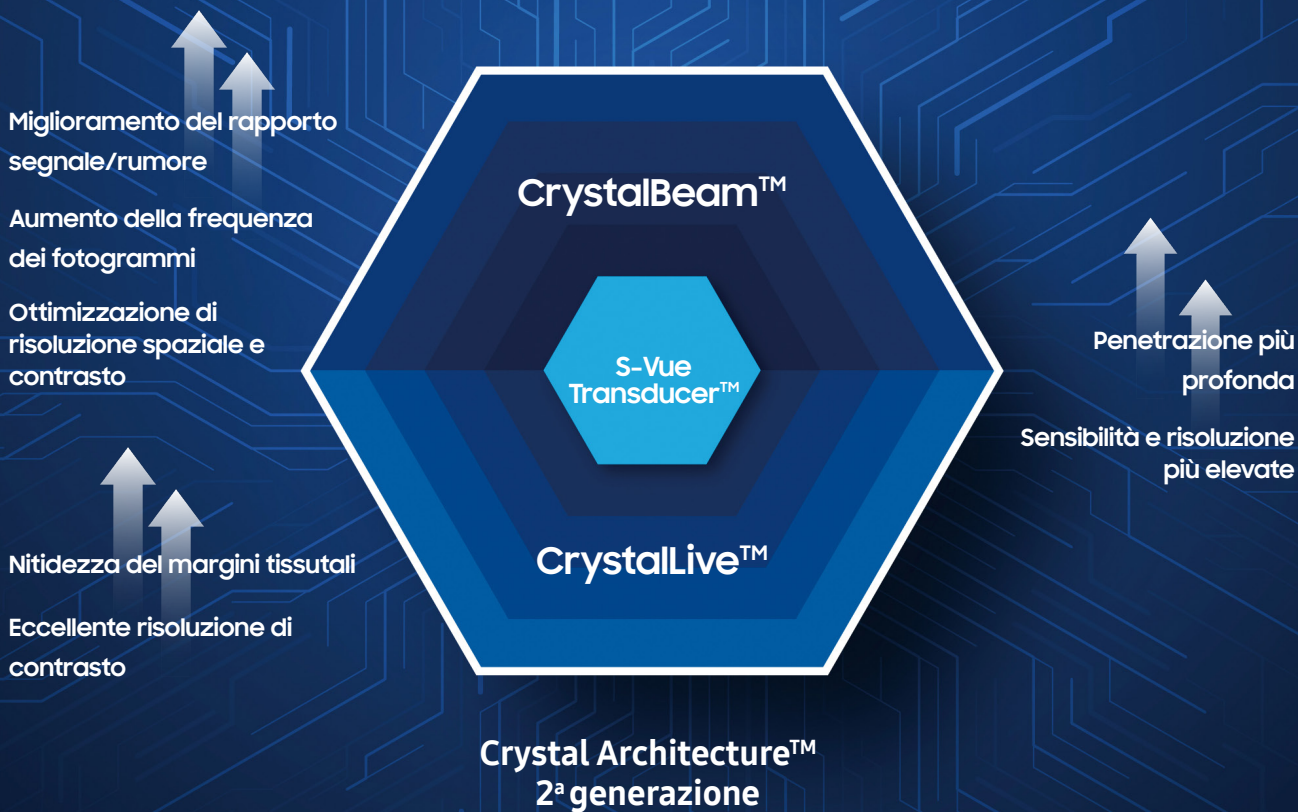 Miglioramento del rapporto
segnale/rumore
Aumento della frequenza
dei fotogrammi
Ottimizzazione di
risoluzione spaziale e
contrasto
Nitidezza del margini tissutali
Eccellente risoluzione di
contrasto
CrystalBeam™
S-Vue
Transducer™
CrystalLive™
Penetrazione più
profonda
Sensibilità e risoluzione
più elevate
Crystal Architecture™
2ª generazione